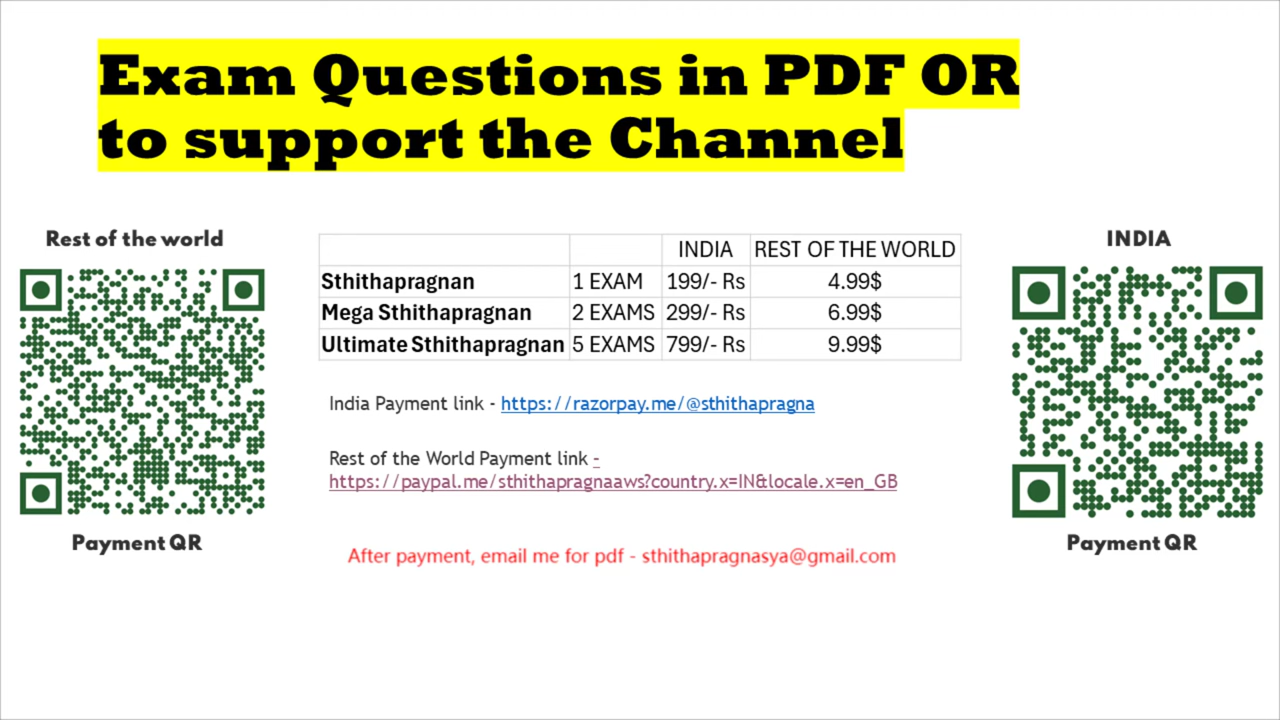 Exam Questions in PDF OR
to support the Channel
Rest of the world
INDIA
INDIA REST OF THE WORLD
Sthithapragnan 1 EXAM 199/- Rs 4.99$
Mega Sthithapragnan 2 EXAMS 299/- Rs 6.99$
Ultimate Sthithapragnan 5 EXAMS 799/- Rs 9.99$
India Payment link - https://razorpay.me/@sthithapragna
Rest of the World Payment link -
https://paypal.me/sthithapragnaaws?country.x=IN&locale.x=en_GB
Payment QR
Payment QR
After payment, email me for pdf - sthithapragnasya@gmail.com